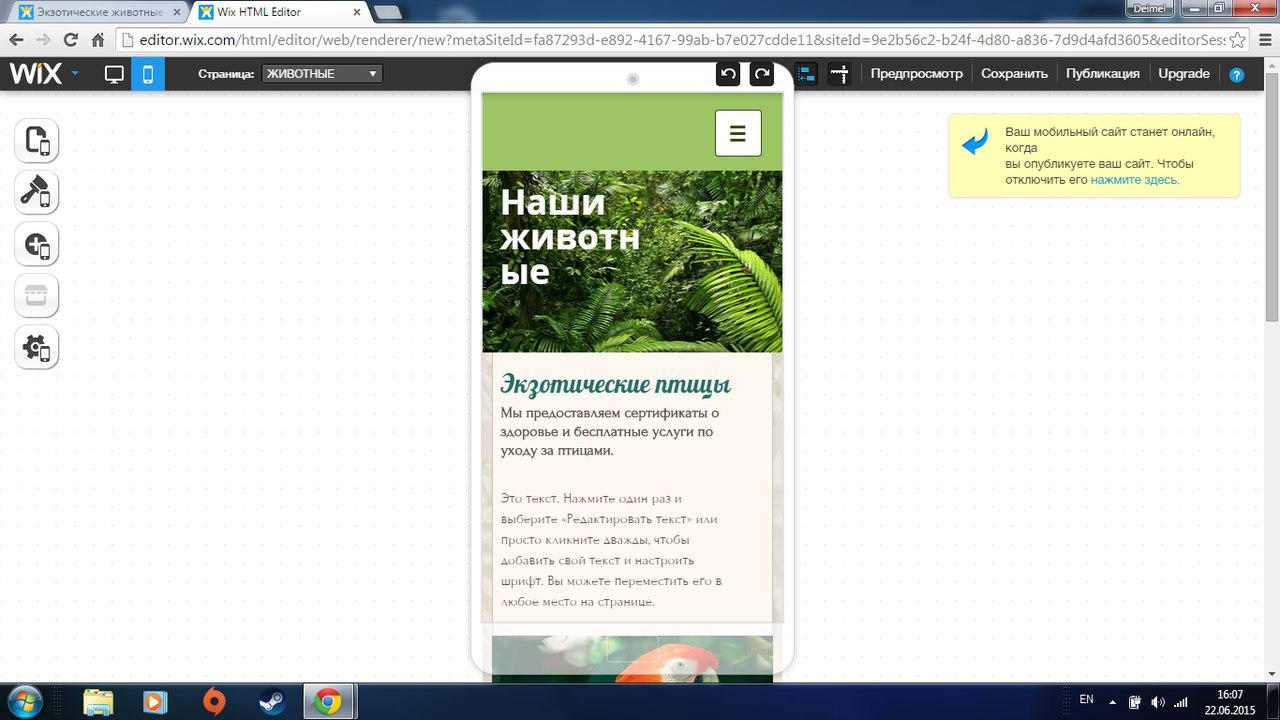 Экзотические животные
Wix HTML Editor
Deimel
editor.wix.com/html/editor/web/renderer/new?metaSiteId=fa87293d-e892-4167-99ab-b7e027cdde11&siteId=9e2b56c2-b24f-4d80-a836-7d9d4afd3605&editorSess
WiX
Страница:
ЖИВОТНЫЕ
Предпросмотр
Сохранить
Публикация
Upgrade
?
Ваш мобильный сайт станет онлайн,
когда
вы опубликуете ваш сайт. Чтобы
отключить его нажмите здесь.
Наши
животн
ые
Экзотические птицы
Мы предоставляем сертификаты о
здоровье и бесплатные услуги по
уходу за птицами.
Это текст. Нажмите один раз и
выберите «Редактировать текст» или
просто кликните дважды, чтобы
добавить свой текст и настроить
шрифт. Вы можете переместить его в
любое место на странице.
EN
16:07
22.06.2015